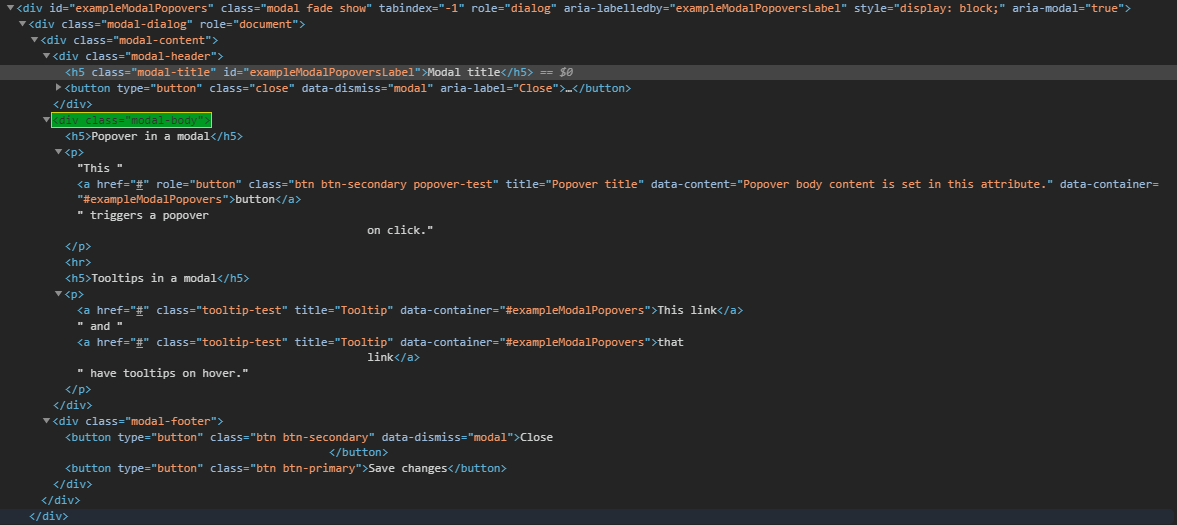 <div id="exampleModalPopovers" class="modal fade show" tabindex="-1" role="dialog" aria-labelledby="exampleModalPopoversLabel" style="display: block;" aria-modal="true">
<div class="modal-dialog" role="document">
<div class="modal-content">
<div class="modal-header">
<h5 class="modal-title" id="exampleModalPopoversLabel">Modal title</h5> == $0
<button type="button" class="close" data-dismiss="modal" aria-label="Close">…</button>
</div>
<div class="modal-body">
<h5>Popover in a modal</h5>
<p>
"This "
<a href="#" role="button" class="btn btn-secondary popover-test" title="Popover title" data-content="Popover body content is set in this attribute." data-container=
"#exampleModalPopovers">button</a>
" triggers a popover
on click."
</p>
<hr>
<h5>Tooltips in a modal</h5>
<p>
<a href="#" class="tooltip-test" title="Tooltip" data-container="#exampleModalPopovers">This link</a>
" and "
<a href="#" class="tooltip-test" title="Tooltip" data-container="#exampleModalPopovers">that
link</a>
" have tooltips on hover."
</p>
</div>
<div class="modal-footer">
<button type="button" class="btn btn-secondary" data-dismiss="modal">Close
</button>
<button type="button" class="btn btn-primary">Save changes</button>
</div>
</div>
</div>